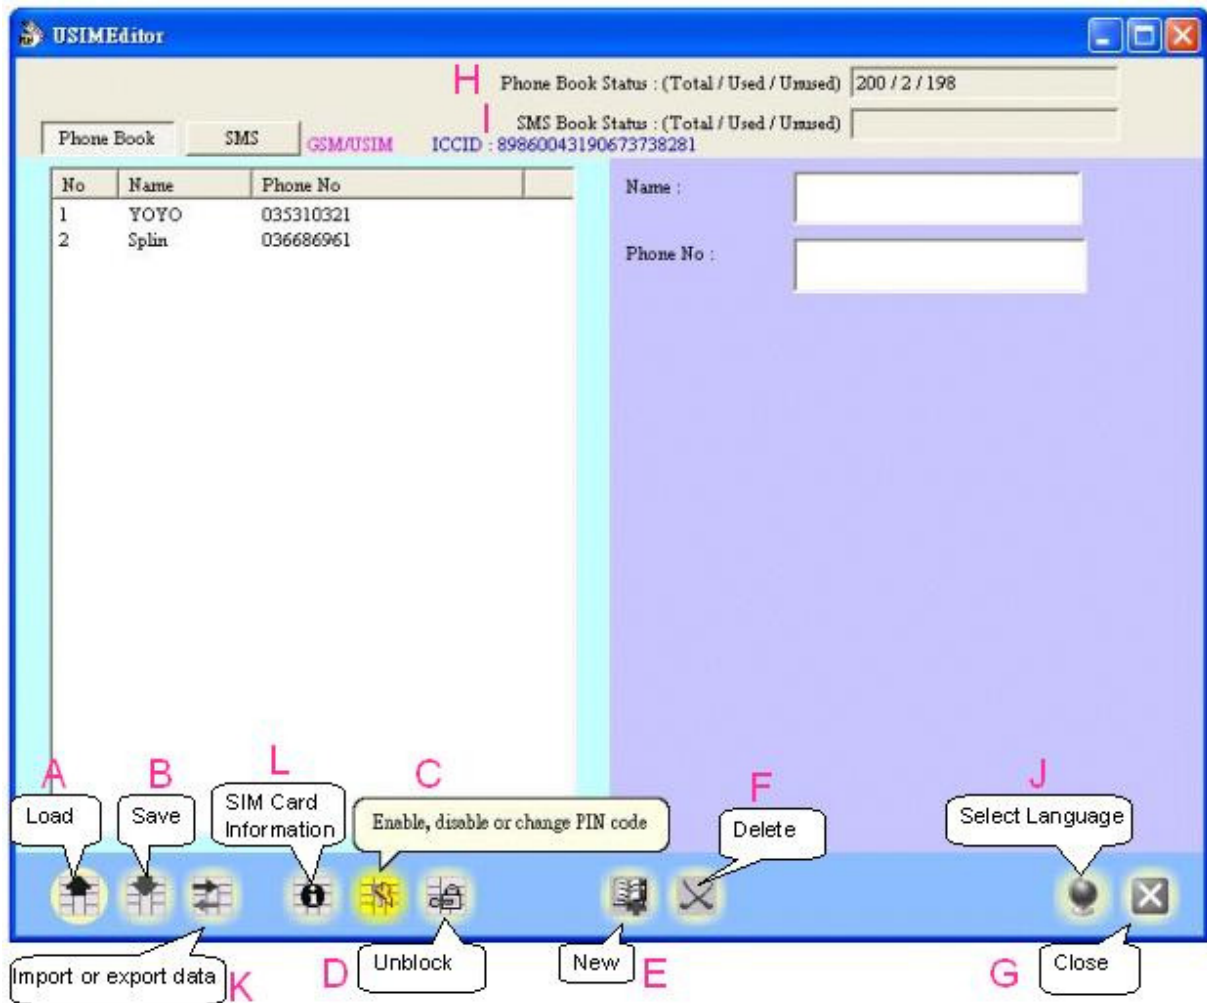 USIMEditor
H Phone Book Status : (Total / Used / Unused) 200 / 2 / 198
I SMS Book Status : (Total / Used / Unused)
Phone Book SMS GSM/USIM ICCID : 89860043190673738281
No Name Phone No
1 YOYO 035310321
2 Splin 036686961
Name :
Phone No :
A B L C F J
Load Save SIM Card
Information
Enable, disable or change PIN code
Delete
Select Language
Import or export data K
D Unblock
New E
G Close